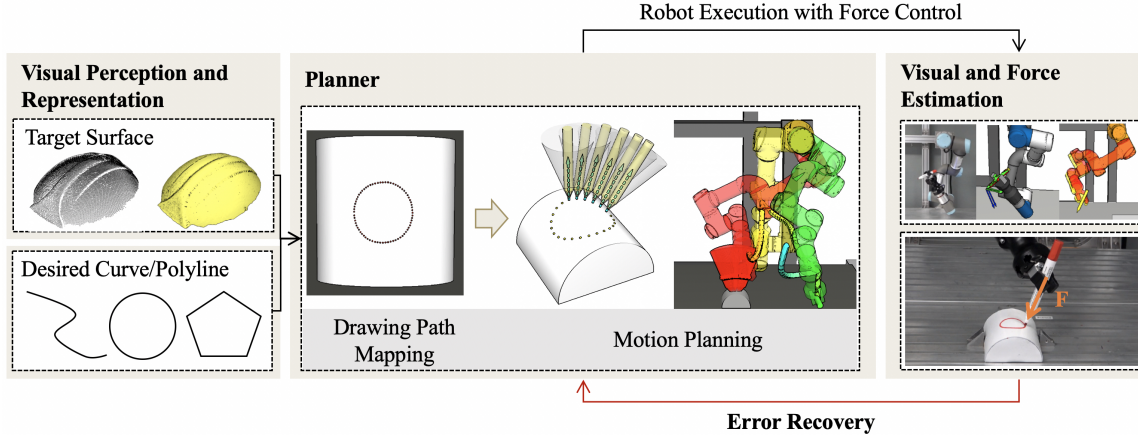 Robot Execution with Force Control
Visual Perception and
Representation
Target Surface
Desired Curve/Polyline
Planner
Drawing Path
Mapping
Motion Planning
Visual and Force
Estimation
F
Error Recovery